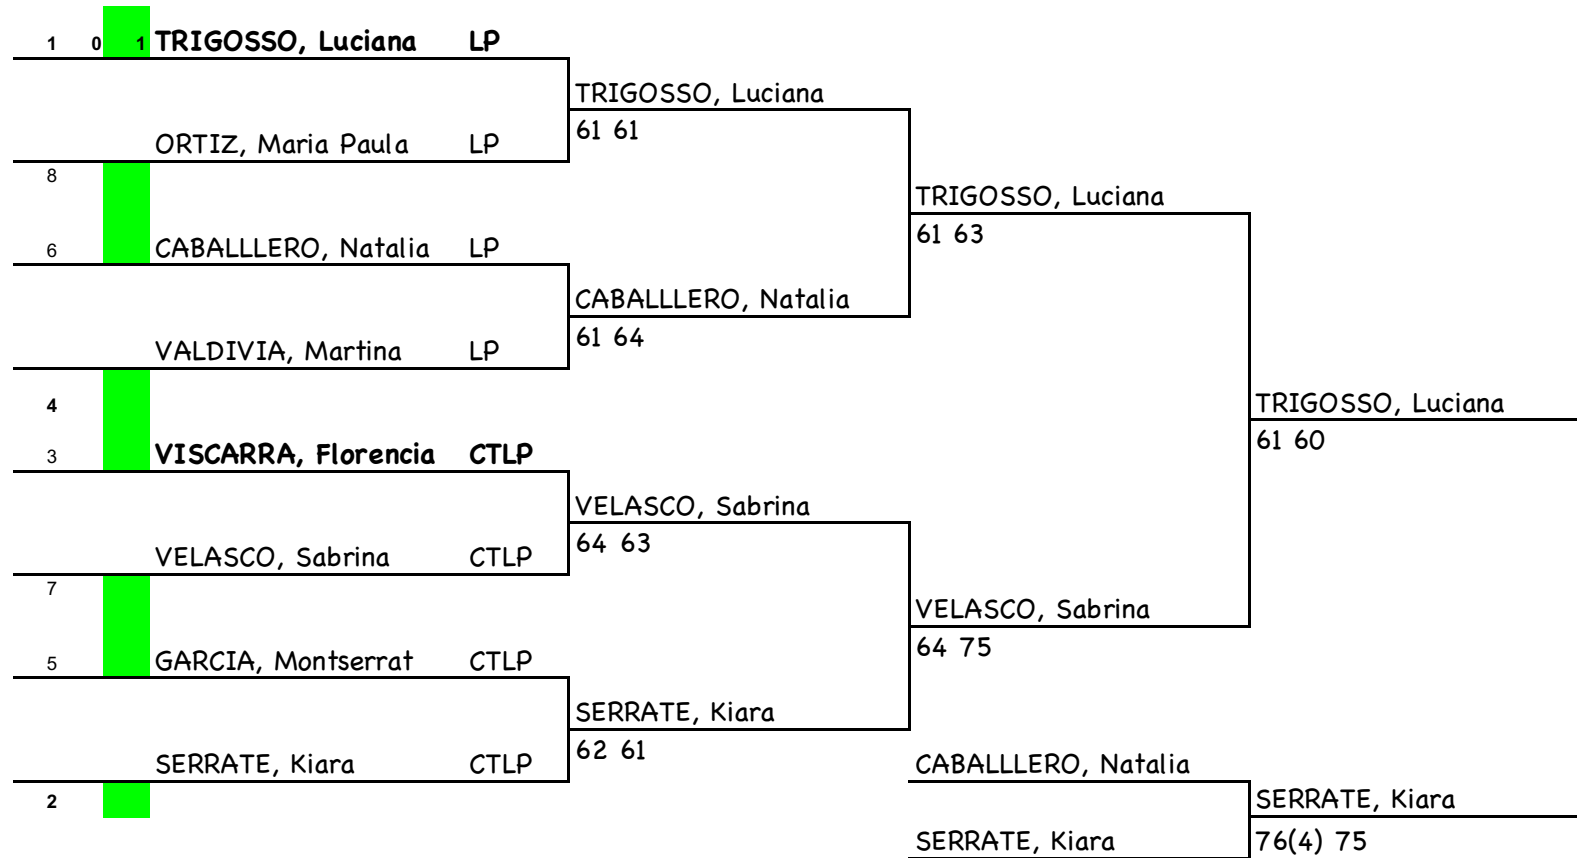 1 0 1 TRIGOSSO, Luciana LP
TRIGOSSO, Luciana
61 61
ORTIZ, Maria Paula LP
8
TRIGOSSO, Luciana
61 63
6 CABALLLERO, Natalia LP
CABALLLERO, Natalia
61 64
VALDIVIA, Martina LP
4
TRIGOSSO, Luciana
61 60
3 VISCARRA, Florencia CTLP
VELASCO, Sabrina
64 63
VELASCO, Sabrina CTLP
7
VELASCO, Sabrina
64 75
5 GARCIA, Montserrat CTLP
SERRATE, Kiara
62 61
SERRATE, Kiara CTLP
2
CABALLLERO, Natalia
SERRATE, Kiara
SERRATE, Kiara
76(4) 75